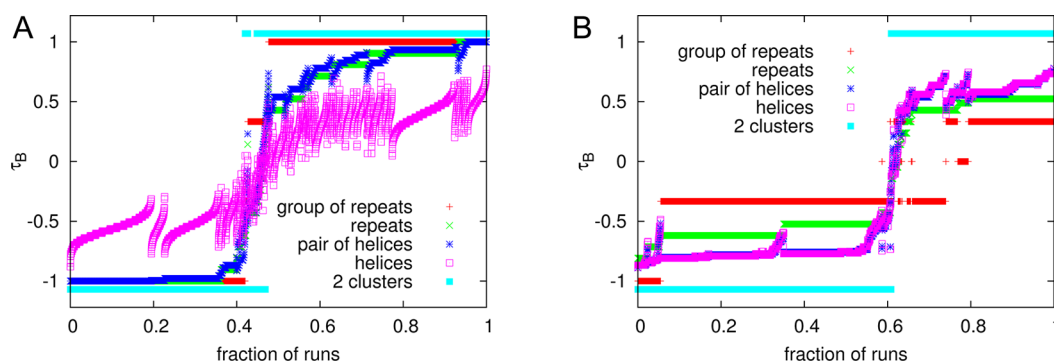 A
1
0.5
0
-0.5
-1
τB
group of repeats
repeats
pair of helices
helices
2 clusters
0
0.2
0.4
0.6
0.8
1
fraction of runs
B
1
0.5
0
-0.5
-1
τB
group of repeats
repeats
pair of helices
helices
2 clusters
0
0.2
0.4
0.6
0.8
1
fraction of runs